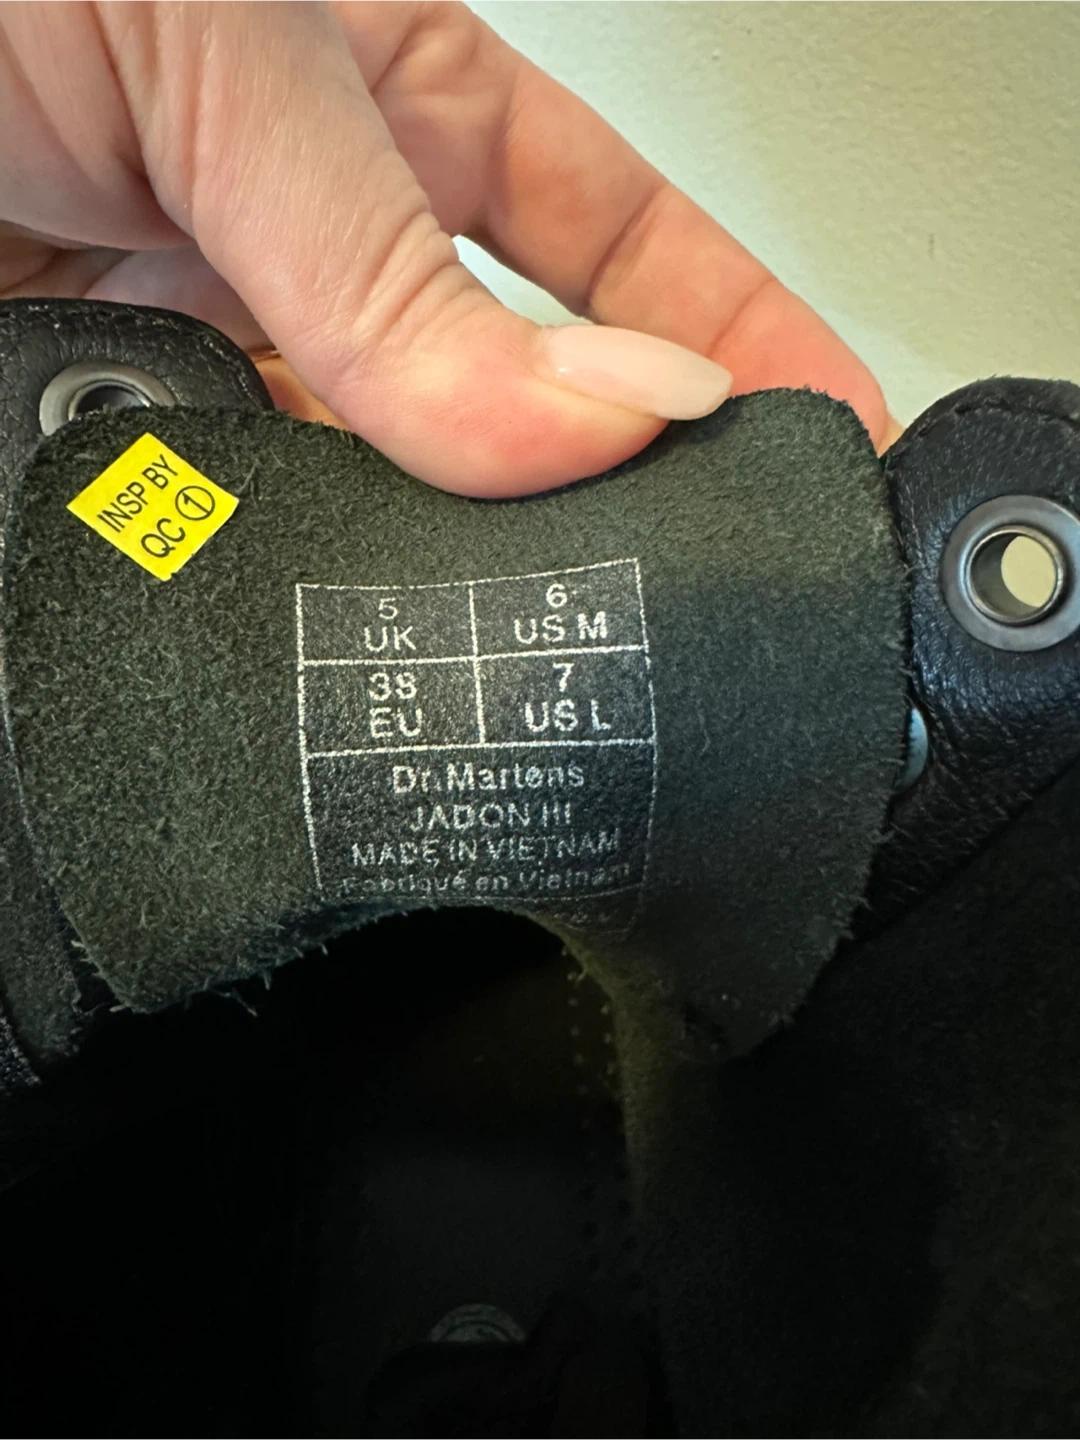 INSP BY
QC ①
5
UK
6
US M
38
EU
7
US L
Dr.Martens
JADON III
MADE IN VIETNAM
Fabriqué en Vietnam